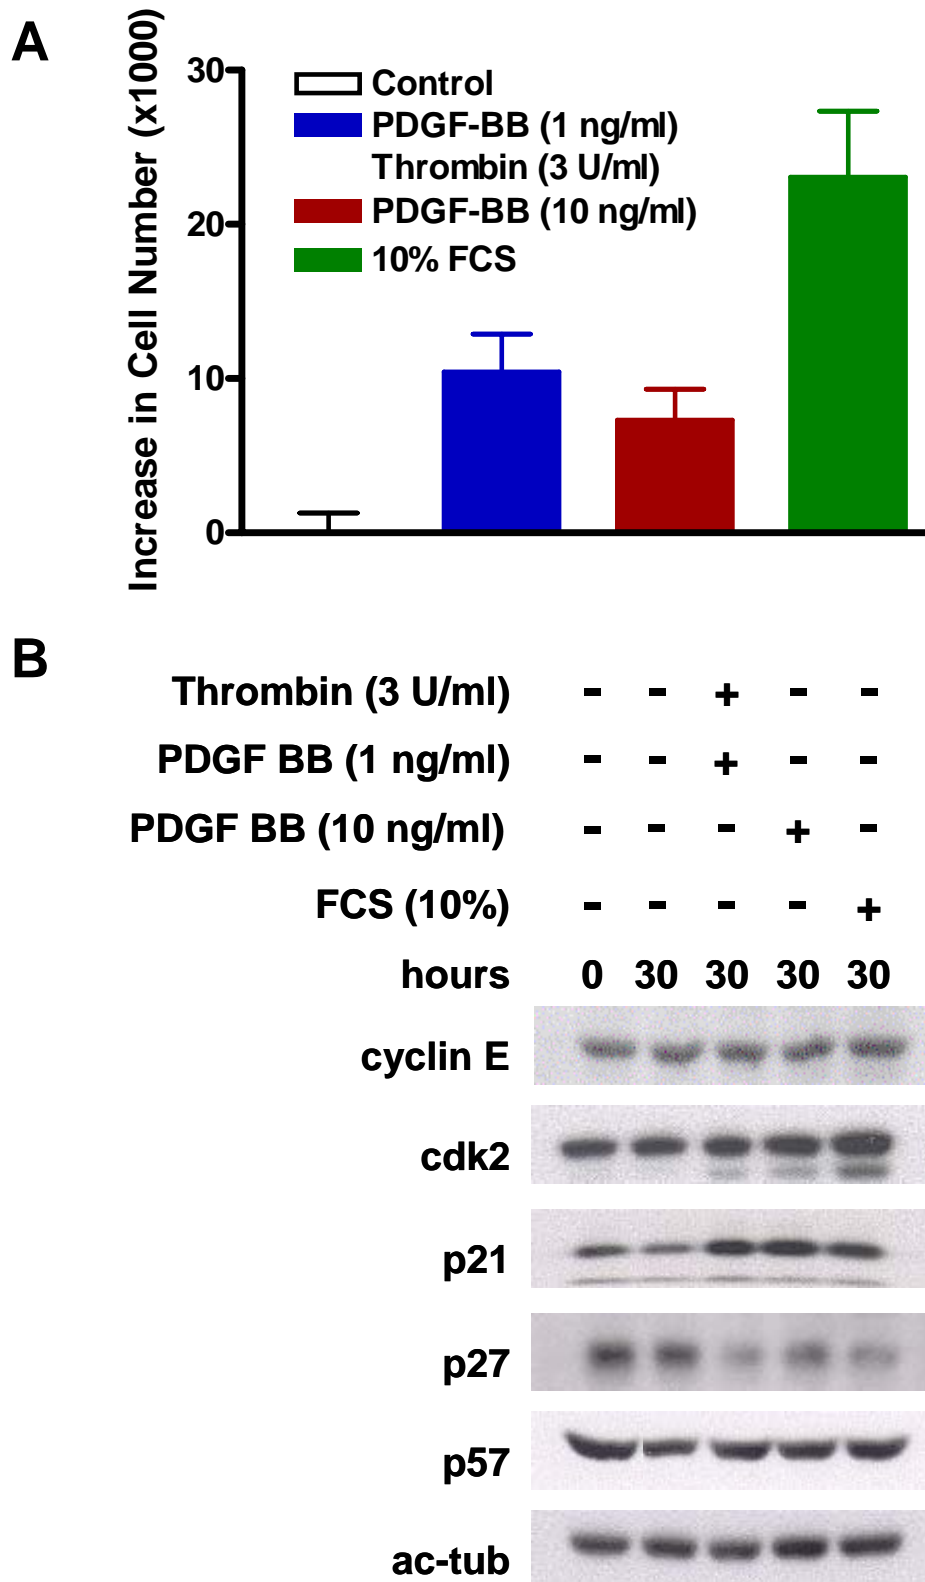 A
Increase in Cell Number (x1000)
30
20
10
0
Control
PDGF-BB (1 ng/ml)
Thrombin (3 U/ml)
PDGF-BB (10 ng/ml)
10% FCS
B
Thrombin (3 U/ml) - - + - -
PDGF BB (1 ng/ml) - - + - -
PDGF BB (10 ng/ml) - - - + -
FCS (10%) - - - - +
hours 0 30 30 30 30
cyclin E
cdk2
p21
p27
p57
ac-tub